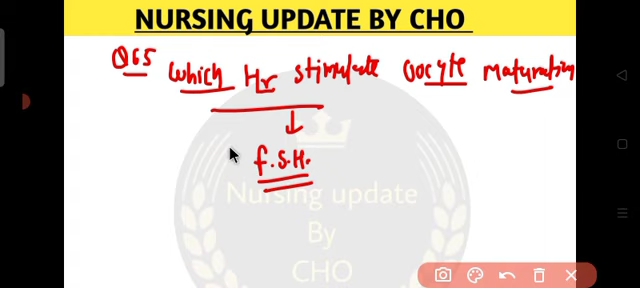 NURSING UPDATE BY CHO
Q65 which Hr stimulate Oocyte maturation
f.S.H.
Nursing update
By
CHO